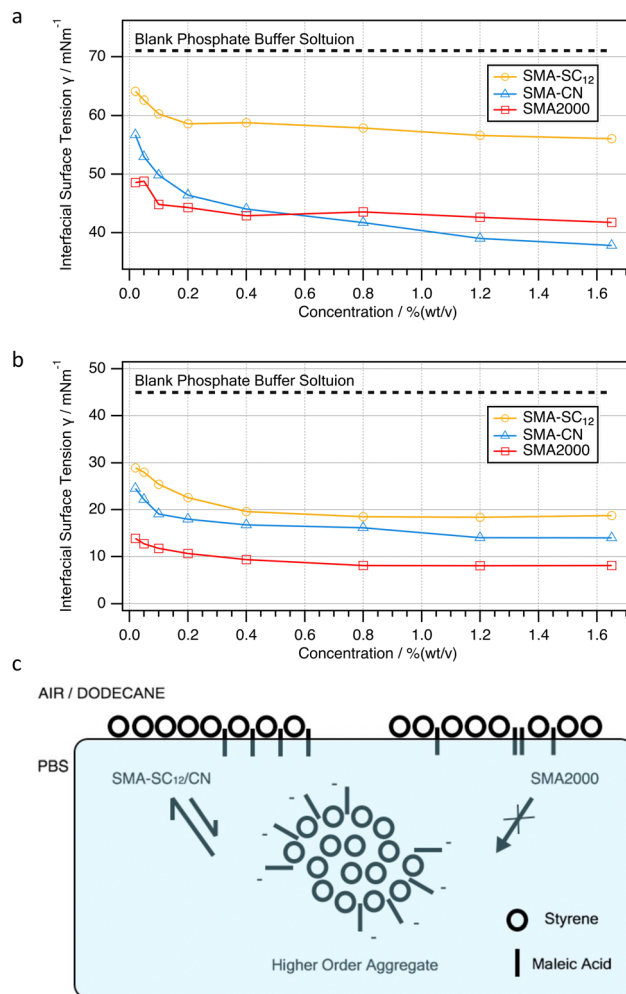 a
Blank Phosphate Buffer Soltuion
SMA-SC₁₂
SMA-CN
SMA2000
Interfacial Surface Tension γ / mNm⁻¹
70
60
50
40
0.0 0.2 0.4 0.6 0.8 1.0 1.2 1.4 1.6
Concentration / %(wt/v)
b
Blank Phosphate Buffer Soltuion
SMA-SC₁₂
SMA-CN
SMA2000
Interfacial Surface Tension γ / mNm⁻¹
50
40
30
20
10
0
0.0 0.2 0.4 0.6 0.8 1.0 1.2 1.4 1.6
Concentration / %(wt/v)
c
AIR / DODECANE
PBS
SMA-SC₁₂/CN
SMA2000
- - - - - - - -
Styrene
Maleic Acid
Higher Order Aggregate